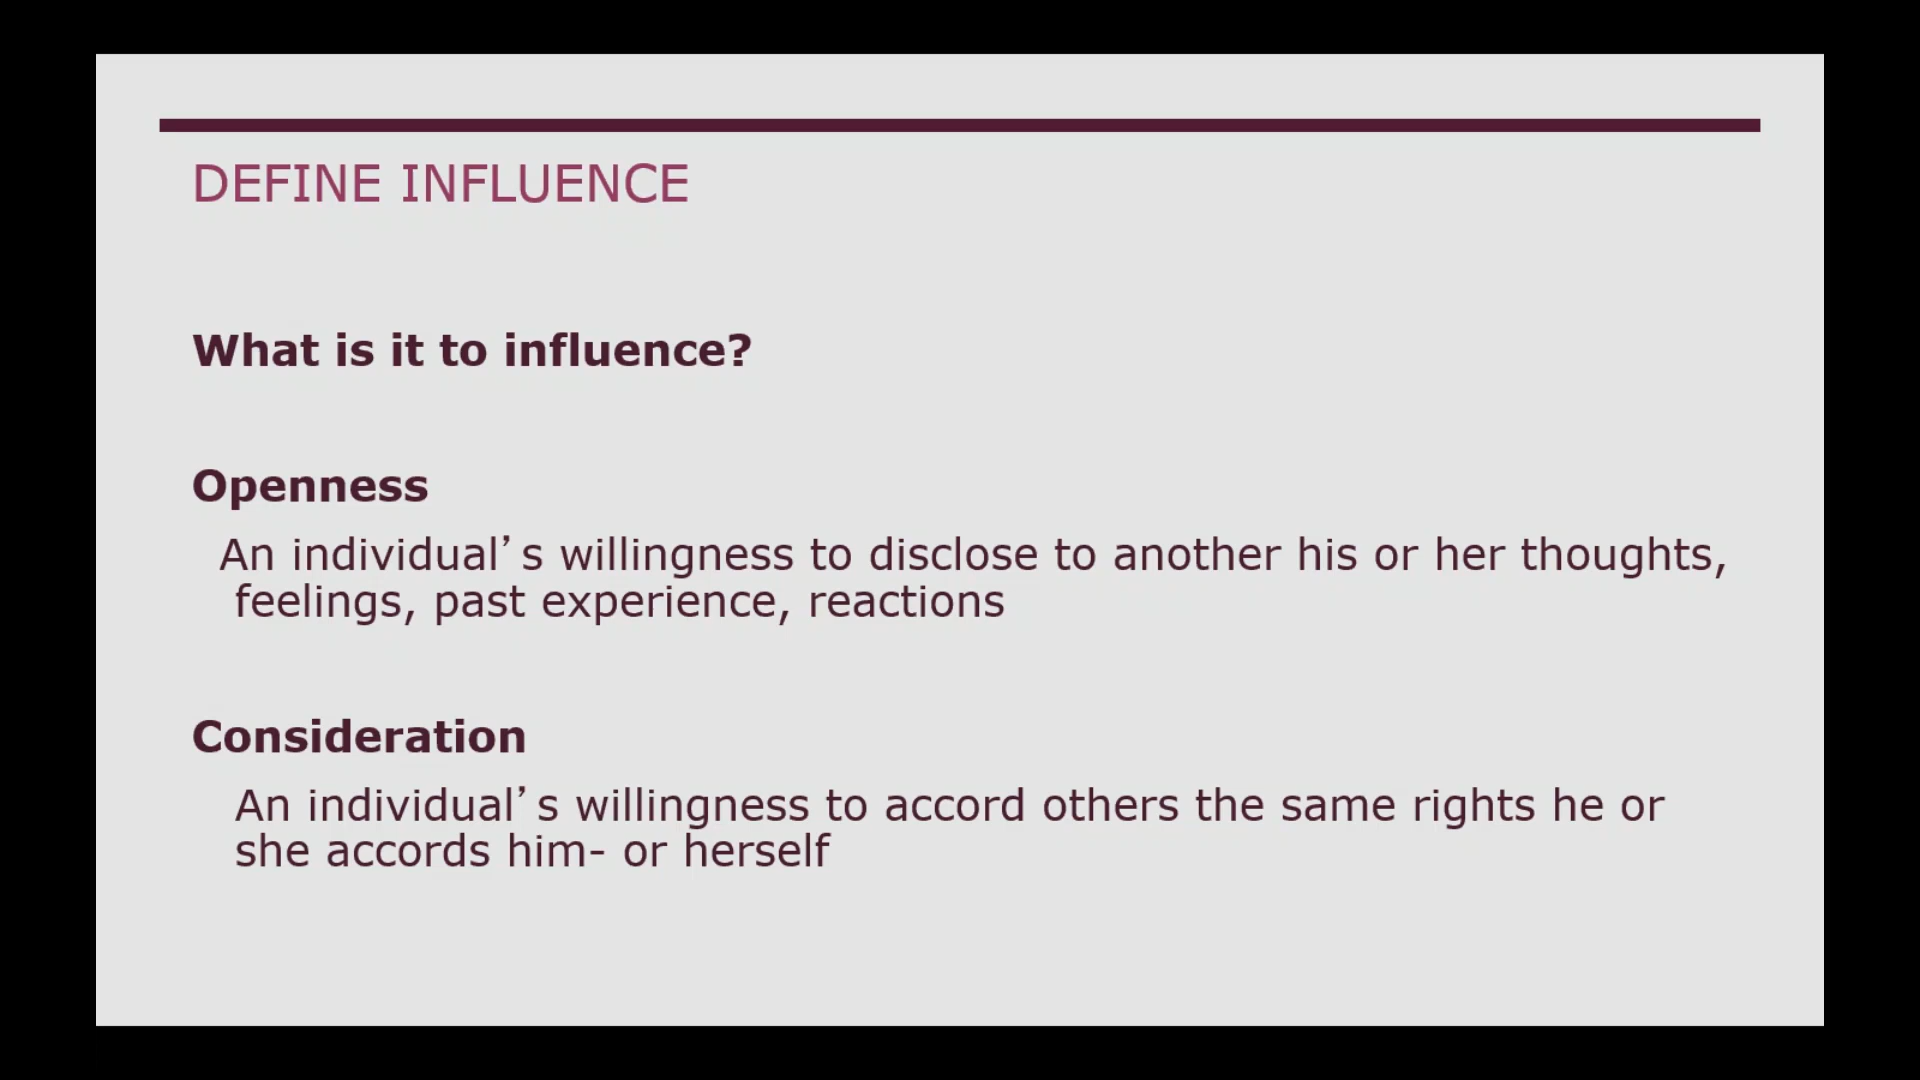 DEFINE INFLUENCE
What is it to influence?
Openness
An individual’s willingness to disclose to another his or her thoughts,
feelings, past experience, reactions
Consideration
An individual’s willingness to accord others the same rights he or
she accords him- or herself